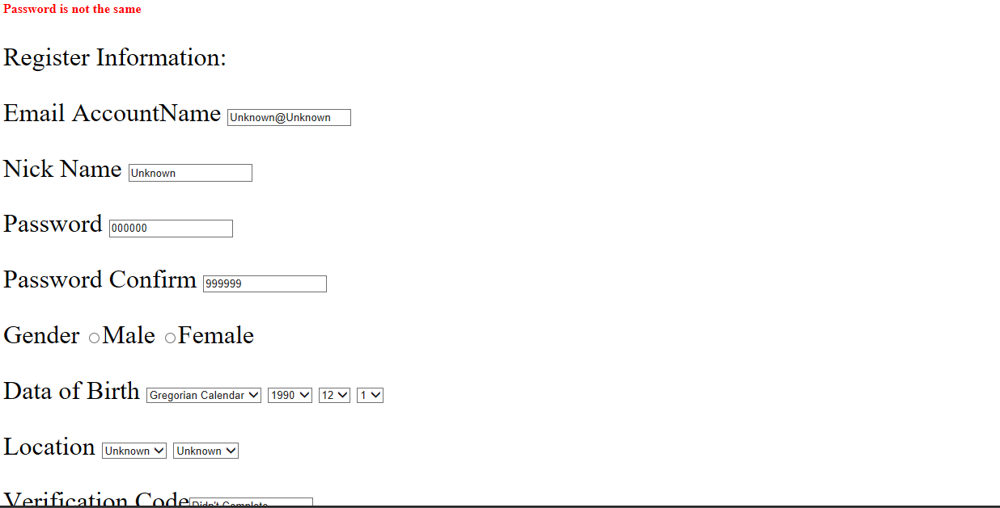 Password is not the same
Register Information:
Email AccountName Unknown@Unknown
Nick Name Unknown
Password 000000
Password Confirm 999999
Gender Male Female
Data of Birth Gregorian Calendar 1990 12 1
Location Unknown Unknown
Verification Code Didn't Complete